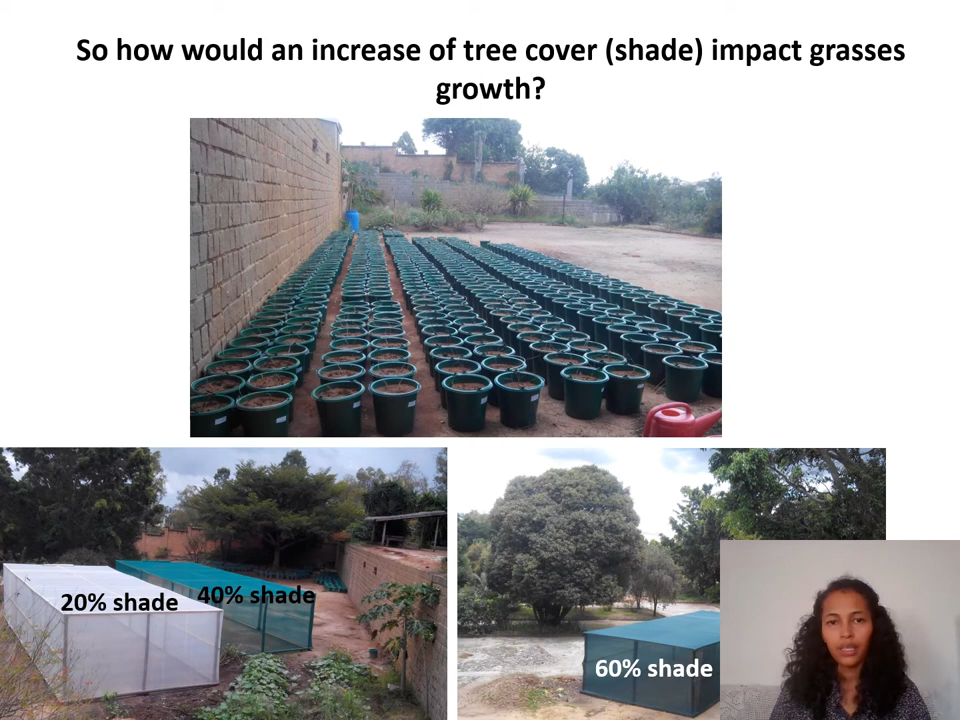 So how would an increase of tree cover (shade) impact grasses
growth?
20% shade
40% shade
60% shade